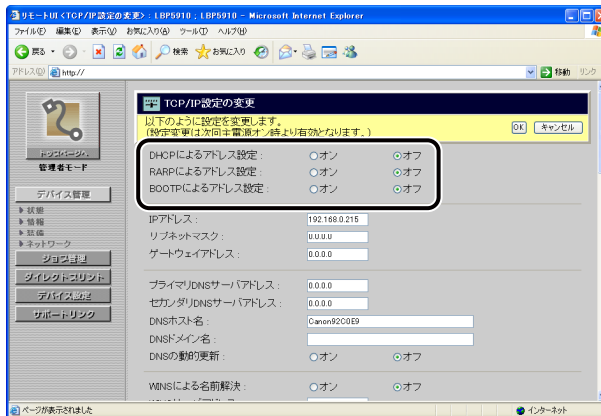 リモートUI <TCP/IP設定の変更> : LBP5910 ; LBP5910 - Microsoft Internet Explorer
ファイル(F) 編集(E) 表示(V) お気に入り(A) ツール(T) ヘルプ(H)
戻る 検索 お気に入り
アドレス(D) http:// 移動 リンク
TCP/IP設定の変更
以下のように設定を変更します。
(設定変更は次回主電源オン時より有効となります。)
OK キャンセル
トップページへ
管理者モード
デバイス管理
状態
情報
ネットワーク
ジョブ管理
ダイレクトプリント
デバイス設定
サポートリンク
DHCPによるアドレス設定 : オン オフ
RARPによるアドレス設定 : オン オフ
BOOTPによるアドレス設定 : オン オフ
IPアドレス : 192.168.0.215
サブネットマスク : 0.0.0.0
ゲートウェイアドレス : 0.0.0.0
プライマリDNSサーバアドレス : 0.0.0.0
セカンダリDNSサーバアドレス : 0.0.0.0
DNSホスト名 : Canon92C0E9
DNSドメイン名 :
DNSの動的更新 : オン オフ
WINSによる名前解決 : オン オフ
ページが表示されました インターネット